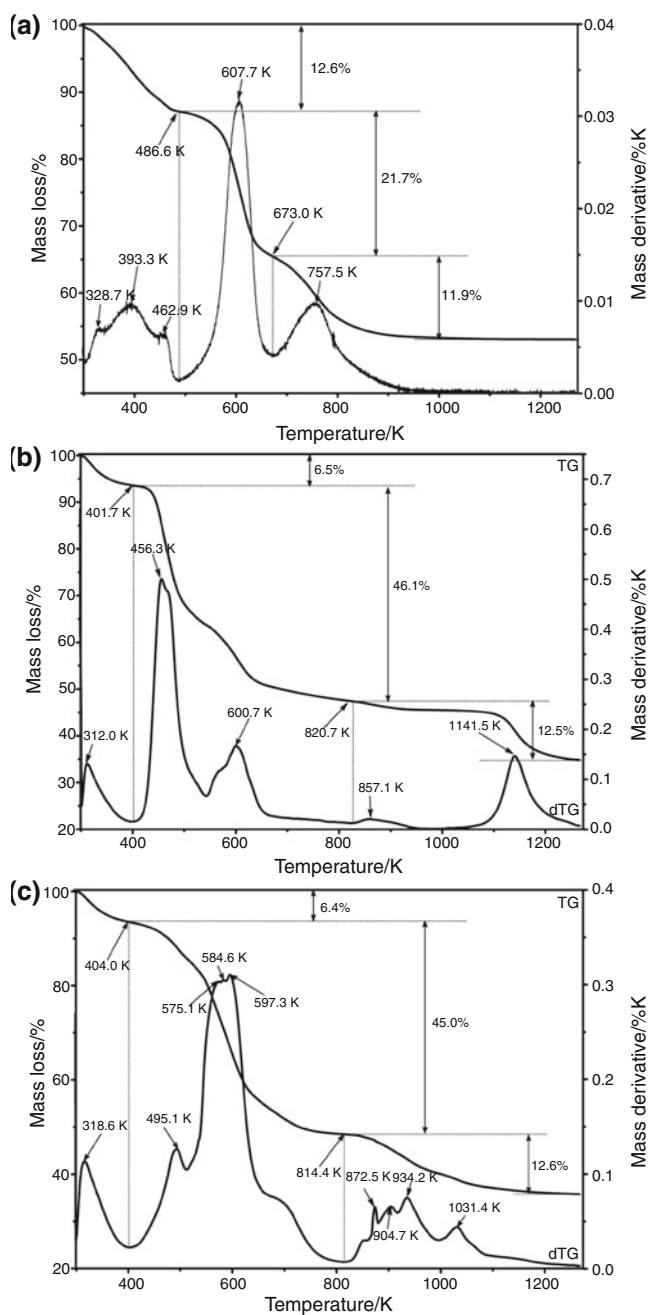 (a)
100
90
80
70
60
50
Mass loss/%
0.04
0.03
0.02
0.01
0.00
Mass derivative/%K
12.6%
607.7 K
486.6 K
21.7%
673.0 K
393.3 K
757.5 K
328.7 K
462.9 K
11.9%
400 600 800 1000 1200
Temperature/K
(b)
100
90
80
70
60
50
40
30
20
Mass loss/%
TG
0.7
0.6
0.5
0.4
0.3
0.2
0.1
0.0
Mass derivative/%K
6.5%
401.7 K
456.3 K
46.1%
312.0 K
600.7 K
820.7 K
1141.5 K
12.5%
857.1 K
dTG
400 600 800 1000 1200
Temperature/K
(c)
100
80
60
40
20
Mass loss/%
TG
0.4
0.3
0.2
0.1
0.0
Mass derivative/%K
6.4%
404.0 K
584.6 K
575.1 K
597.3 K
45.0%
318.6 K
495.1 K
814.4 K
872.5 K
934.2 K
904.7 K
1031.4 K
12.6%
dTG
400 600 800 1000 1200
Temperature/K